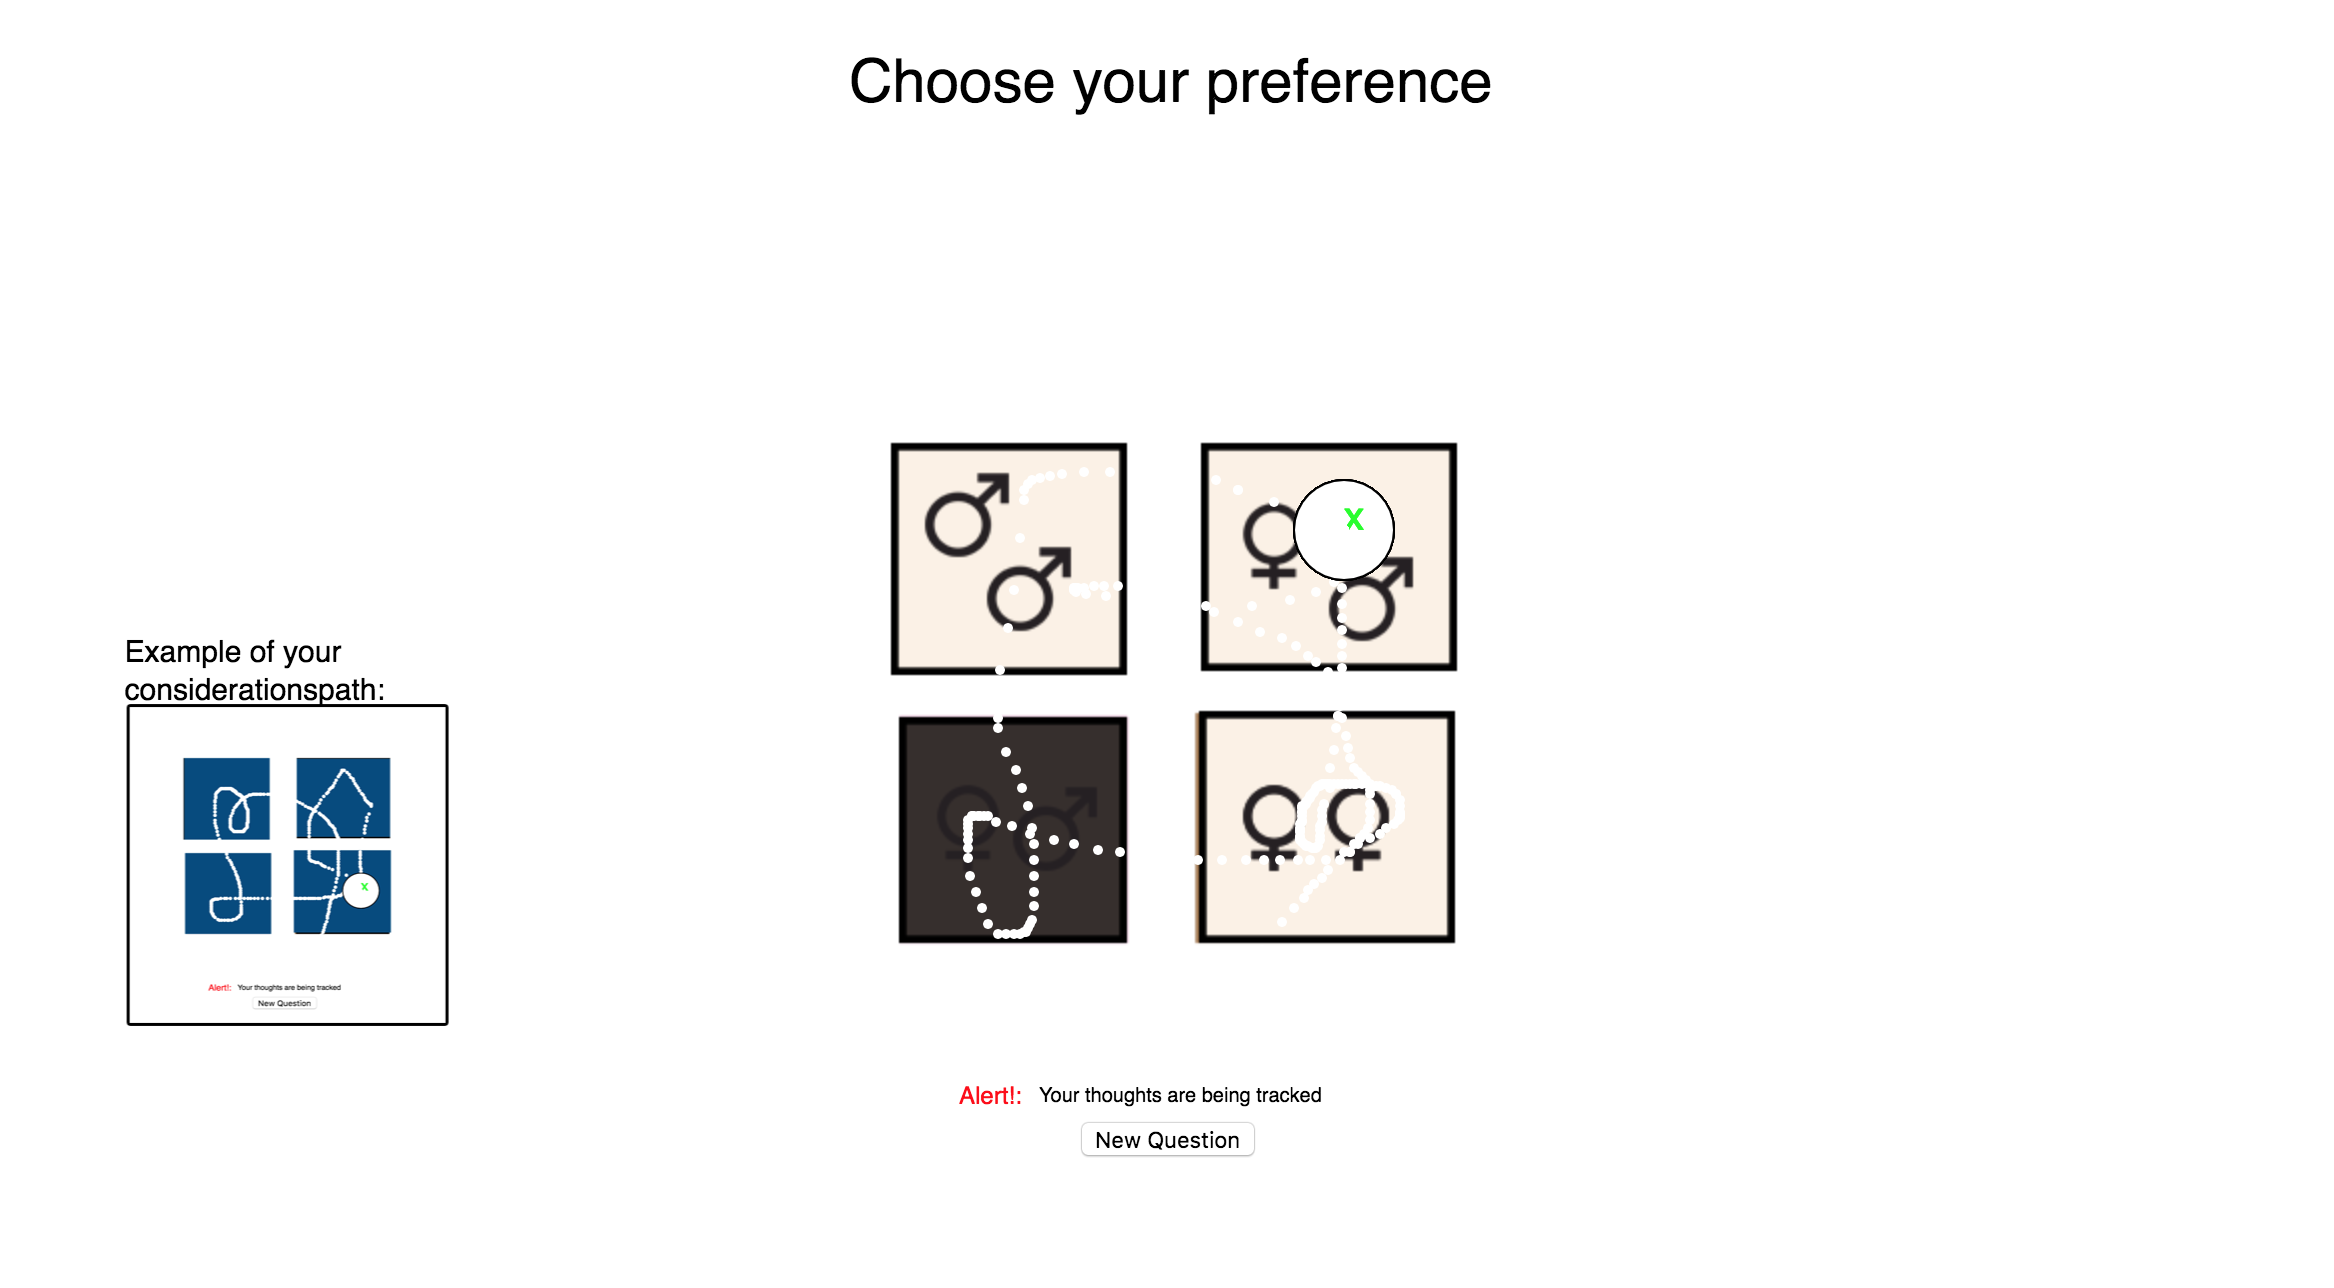 Choose your preference
x
Example of your
considerationspath:
x
Alert!: Your thoughts are being tracked
New Question
Alert!: Your thoughts are being tracked
New Question